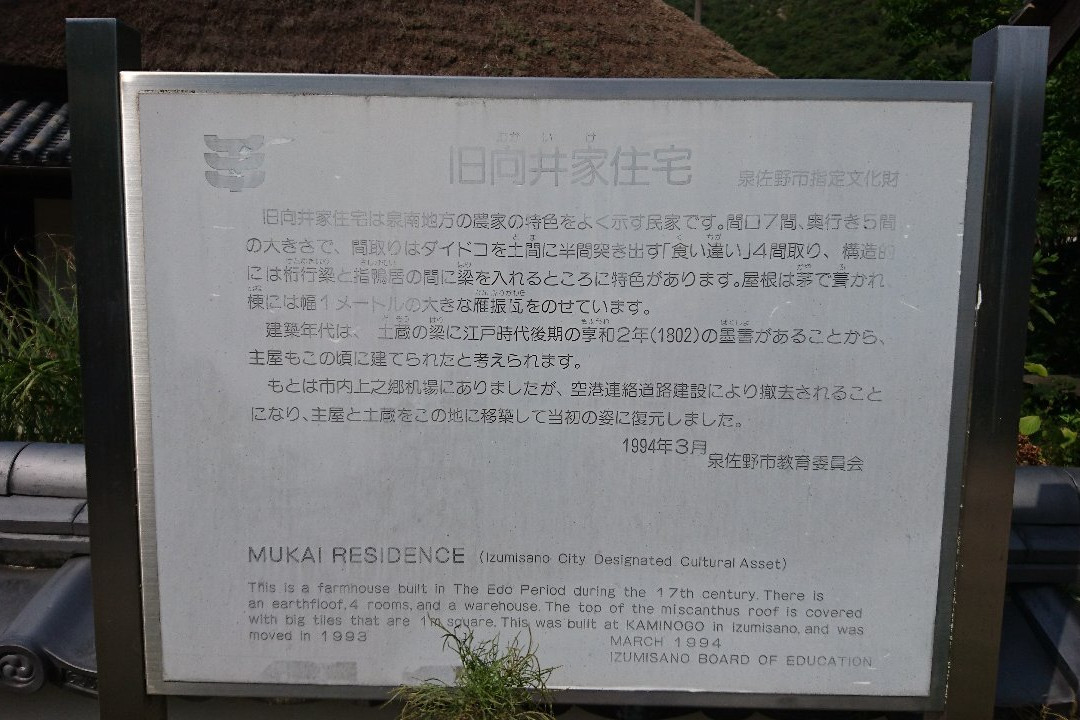 旧向井家住宅 泉佐野市指定文化財
旧向井家住宅は泉南地方の農家の特色をよく示す民家です。間口7間、奥行き5間
の大きさで、間取りはダイドコを土間に半間突き出す「食い違い」4間取り、構造的
には桁行梁と指鴨居の間に梁を入れるところに特色があります。屋根は茅で葺かれ、
棟には幅1メートルの大きな雁振瓦をのせています。
建築年代は、土蔵の梁に江戸時代後期の享和2年(1802)の墨書があることから、
主屋もこの頃に建てられたと考えられます。
もとは市内上之郷机場にありましたが、空港連絡道路建設により撤去されること
になり、主屋と土蔵をこの地に移築して当初の姿に復元しました。
1994年3月
泉佐野市教育委員会
MUKAI RESIDENCE (Izumisano City Designated Cultural Asset)
This is a farmhouse built in The Edo Period during the 17th century. There is
an earthfloof, 4 rooms, and a warehouse. The top of the miscanthus roof is covered
with big tiles that are 1m square. This was built at KAMINOGO in Izumisano, and was
moved in 1993
MARCH 1994
IZUMISANO BOARD OF EDUCATION